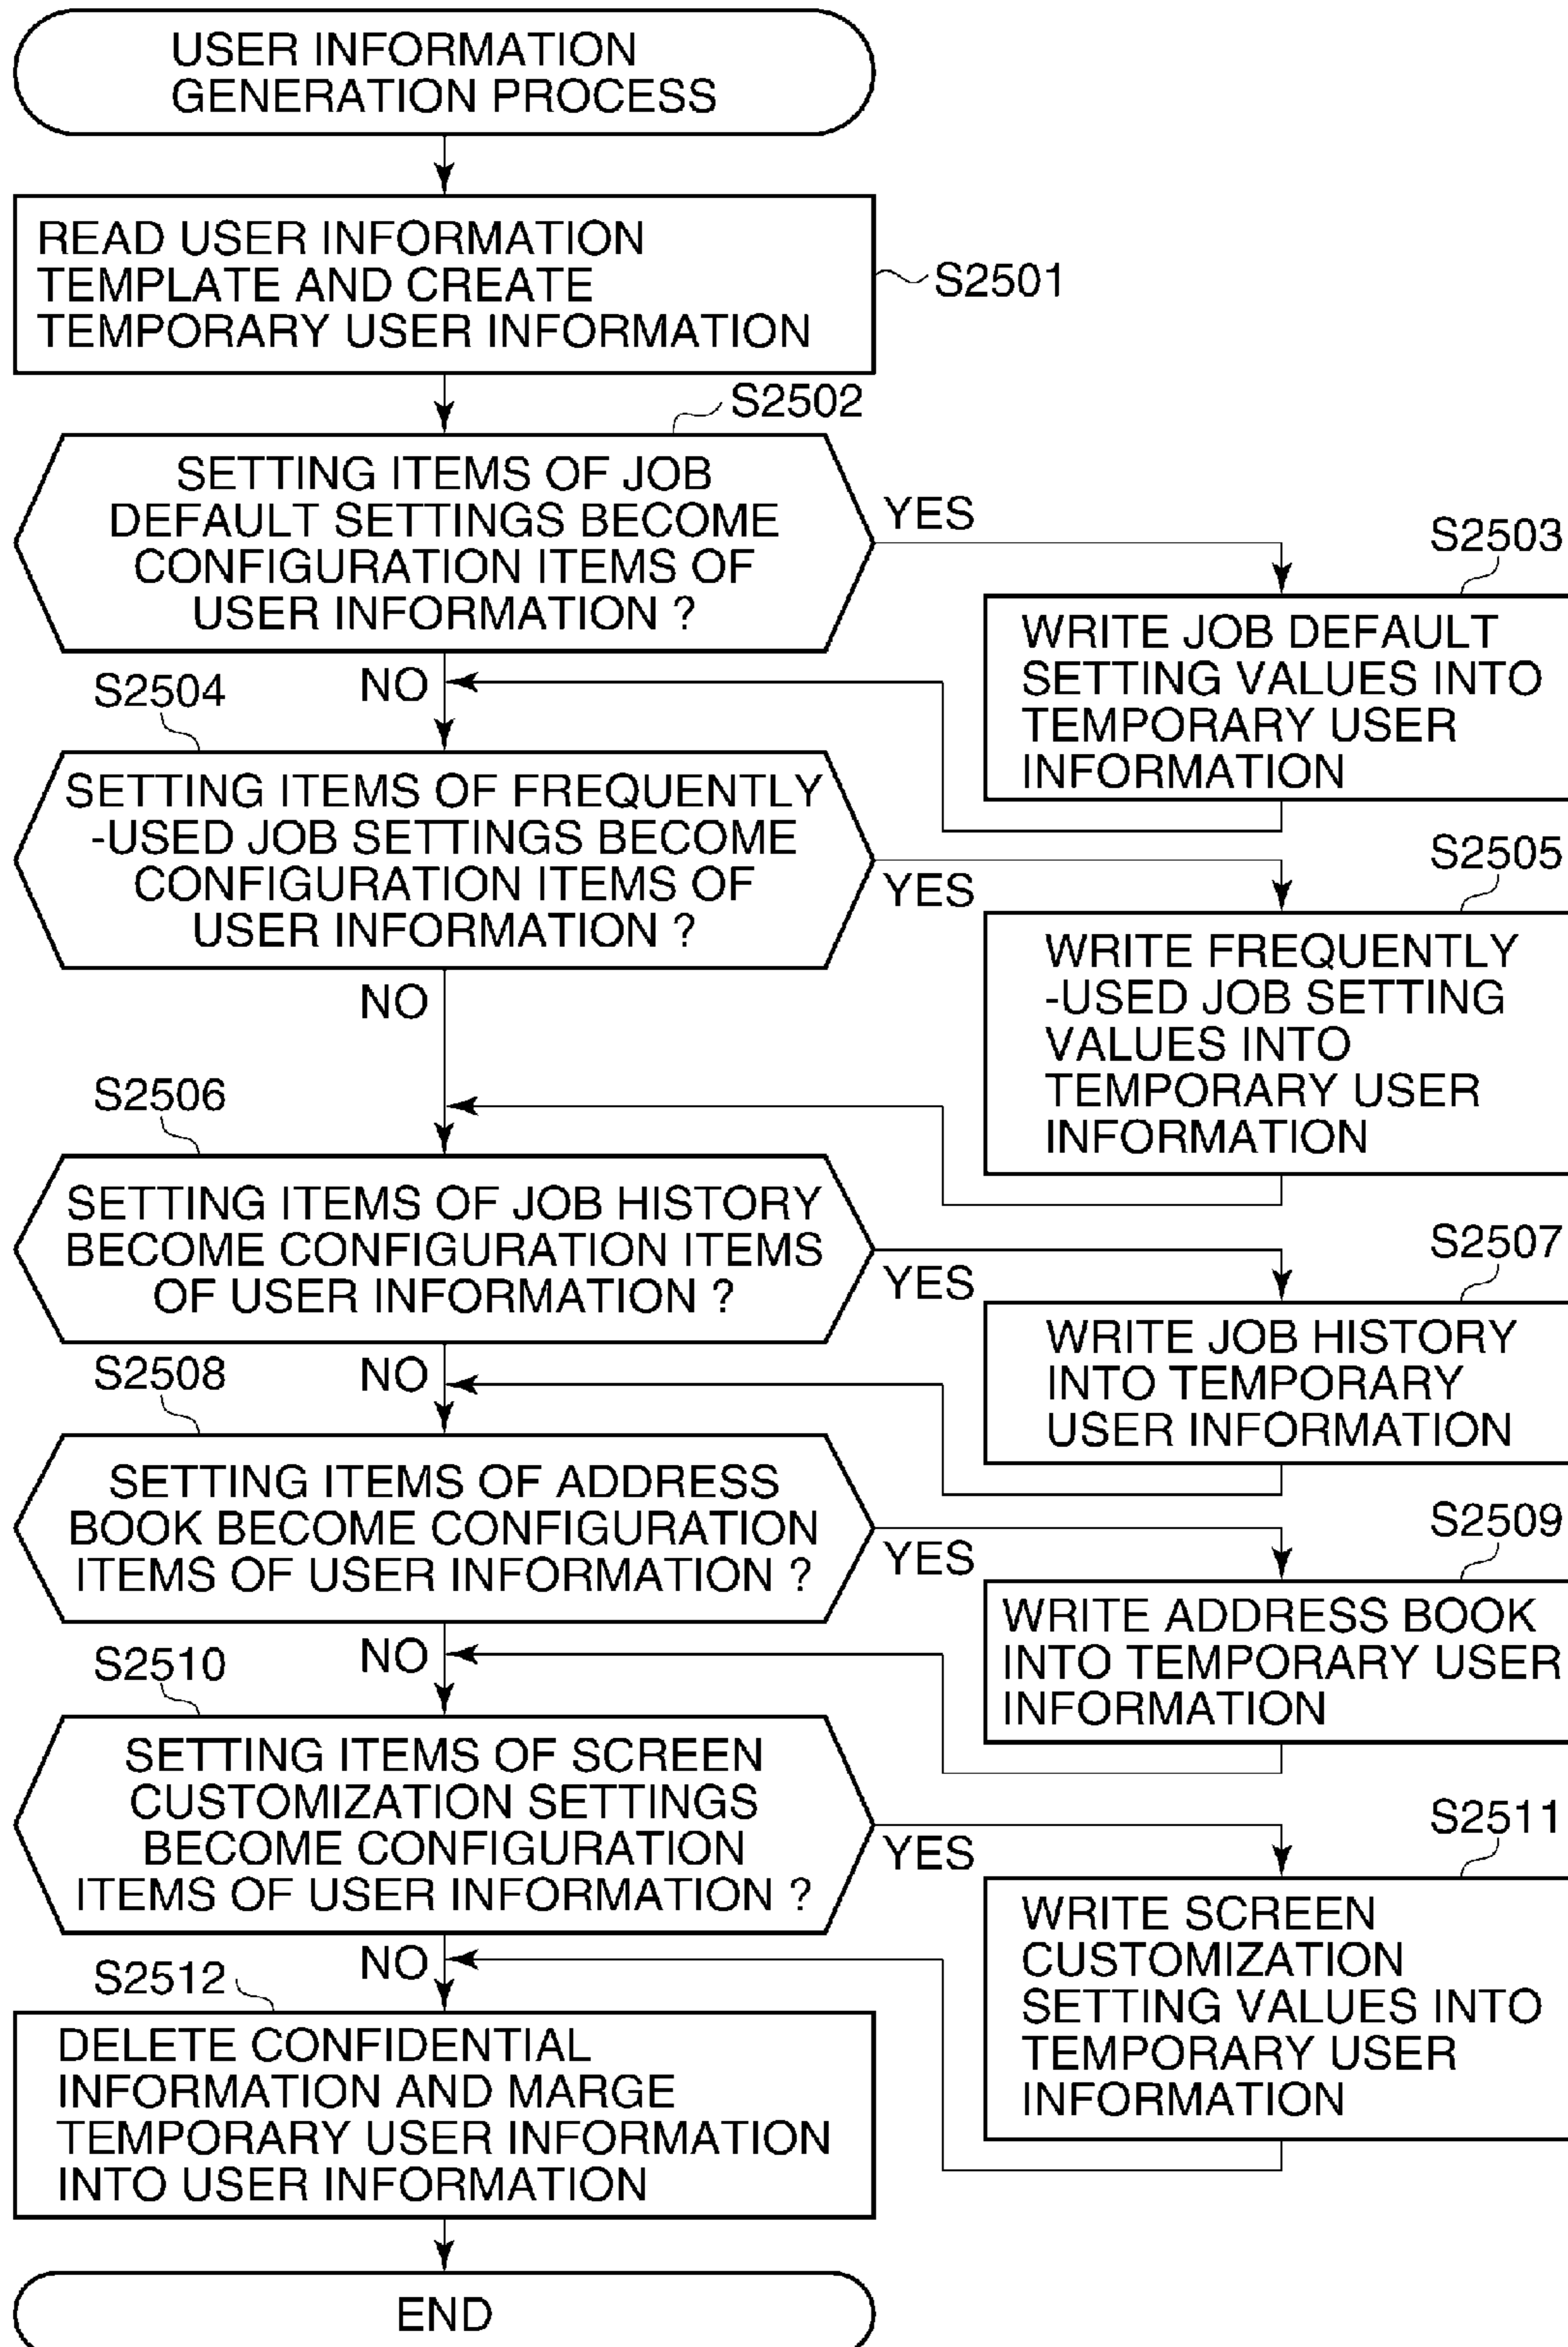 USER INFORMATION
GENERATION PROCESS
READ USER INFORMATION
TEMPLATE AND CREATE
TEMPORARY USER INFORMATION
S2501
S2502
SETTING ITEMS OF JOB
DEFAULT SETTINGS BECOME
CONFIGURATION ITEMS OF
USER INFORMATION ?
YES
NO
S2503
WRITE JOB DEFAULT
SETTING VALUES INTO
TEMPORARY USER
INFORMATION
S2504
SETTING ITEMS OF FREQUENTLY
-USED JOB SETTINGS BECOME
CONFIGURATION ITEMS OF
USER INFORMATION ?
YES
NO
S2505
WRITE FREQUENTLY
-USED JOB SETTING
VALUES INTO
TEMPORARY USER
INFORMATION
S2506
SETTING ITEMS OF JOB HISTORY
BECOME CONFIGURATION ITEMS
OF USER INFORMATION ?
YES
NO
S2507
WRITE JOB HISTORY
INTO TEMPORARY
USER INFORMATION
S2508
SETTING ITEMS OF ADDRESS
BOOK BECOME CONFIGURATION
ITEMS OF USER INFORMATION ?
YES
NO
S2509
WRITE ADDRESS BOOK
INTO TEMPORARY USER
INFORMATION
S2510
SETTING ITEMS OF SCREEN
CUSTOMIZATION SETTINGS
BECOME CONFIGURATION
ITEMS OF USER INFORMATION ?
YES
NO
S2511
WRITE SCREEN
CUSTOMIZATION
SETTING VALUES INTO
TEMPORARY USER
INFORMATION
S2512
DELETE CONFIDENTIAL
INFORMATION AND MARGE
TEMPORARY USER INFORMATION
INTO USER INFORMATION
END